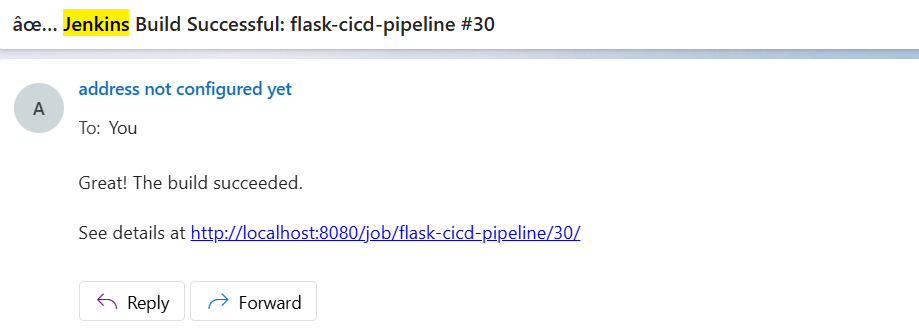 âœ… Jenkins Build Successful: flask-cicd-pipeline #30
A
address not configured yet
To: You
Great! The build succeeded.
See details at http://localhost:8080/job/flask-cicd-pipeline/30/
Reply
Forward